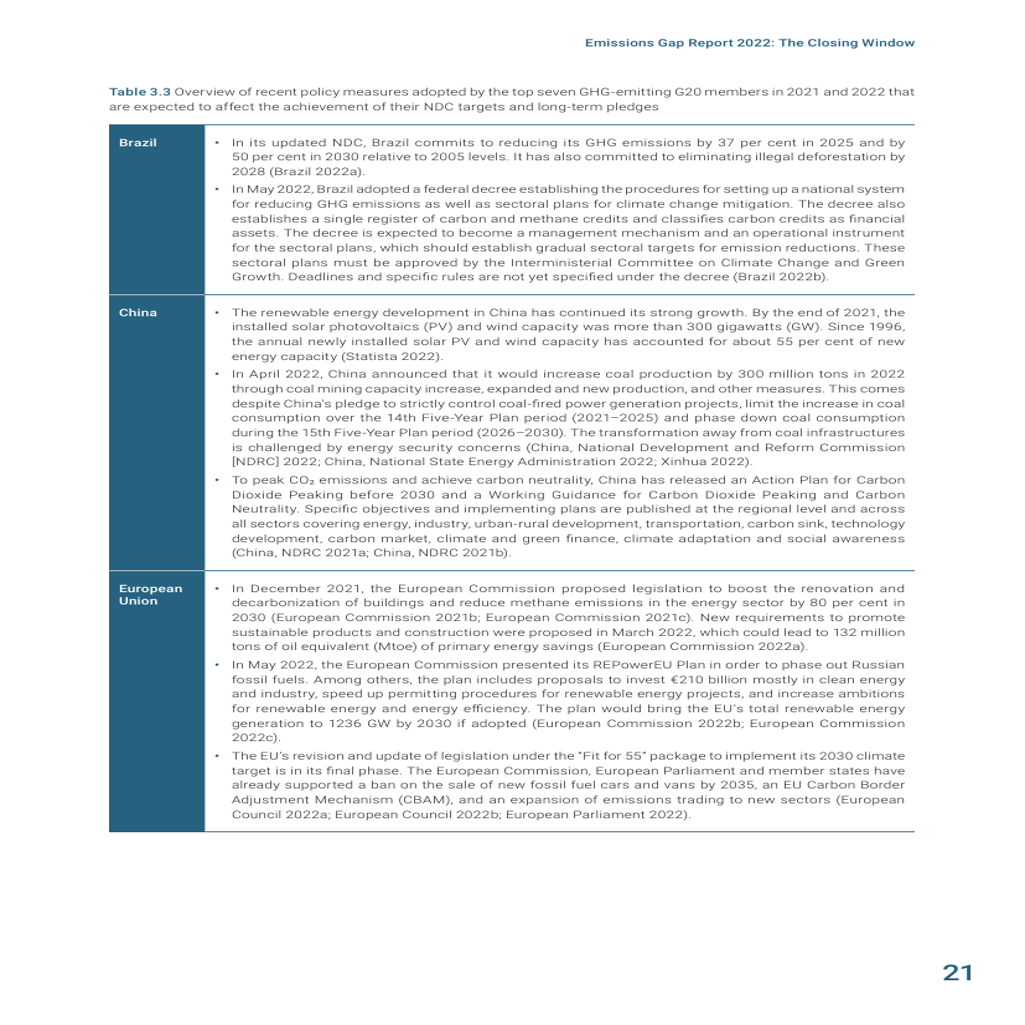 Emissions Gap Report 2022: The Closing Window
Table 3.3 Overview of recent policy measures adopted by the top seven GHG-emitting G20 members in 2021 and 2022 that
are expected to affect the achievement of their NDC targets and long-term pledges
Brazil
• In its updated NDC, Brazil commits to reducing its GHG emissions by 37 per cent in 2025 and by
50 per cent in 2030 relative to 2005 levels. It has also committed to eliminating illegal deforestation by
2028 (Brazil 2022a).
• In May 2022, Brazil adopted a federal decree establishing the procedures for setting up a national system
for reducing GHG emissions as well as sectoral plans for climate change mitigation. The decree also
establishes a single register of carbon and methane credits and classifies carbon credits as financial
assets. The decree is expected to become a management mechanism and an operational instrument
for the sectoral plans, which should establish gradual sectoral targets for emission reductions. These
sectoral plans must be approved by the Interministerial Committee on Climate Change and Green
Growth. Deadlines and specific rules are not yet specified under the decree (Brazil 2022b).
China
• The renewable energy development in China has continued its strong growth. By the end of 2021, the
installed solar photovoltaics (PV) and wind capacity was more than 300 gigawatts (GW). Since 1996,
the annual newly installed solar PV and wind capacity has accounted for about 55 per cent of new
energy capacity (Statista 2022).
• In April 2022, China announced that it would increase coal production by 300 million tons in 2022
through coal mining capacity increase, expanded and new production, and other measures. This comes
despite China's pledge to strictly control coal-fired power generation projects, limit the increase in coal
consumption over the 14th Five-Year Plan period (2021–2025) and phase down coal consumption
during the 15th Five-Year Plan period (2026–2030). The transformation away from coal infrastructures
is challenged by energy security concerns (China, National Development and Reform Commission
[NDRC] 2022; China, National State Energy Administration 2022; Xinhua 2022).
• To peak CO₂ emissions and achieve carbon neutrality, China has released an Action Plan for Carbon
Dioxide Peaking before 2030 and a Working Guidance for Carbon Dioxide Peaking and Carbon
Neutrality. Specific objectives and implementing plans are published at the regional level and across
all sectors covering energy, industry, urban-rural development, transportation, carbon sink, technology
development, carbon market, climate and green finance, climate adaptation and social awareness
(China, NDRC 2021a; China, NDRC 2021b).
European
Union
• In December 2021, the European Commission proposed legislation to boost the renovation and
decarbonization of buildings and reduce methane emissions in the energy sector by 80 per cent in
2030 (European Commission 2021b; European Commission 2021c). New requirements to promote
sustainable products and construction were proposed in March 2022, which could lead to 132 million
tons of oil equivalent (Mtoe) of primary energy savings (European Commission 2022a).
• In May 2022, the European Commission presented its REPowerEU Plan in order to phase out Russian
fossil fuels. Among others, the plan includes proposals to invest €210 billion mostly in clean energy
and industry, speed up permitting procedures for renewable energy projects, and increase ambitions
for renewable energy and energy efficiency. The plan would bring the EU's total renewable energy
generation to 1236 GW by 2030 if adopted (European Commission 2022b; European Commission
2022c).
• The EU's revision and update of legislation under the "Fit for 55" package to implement its 2030 climate
target is in its final phase. The European Commission, European Parliament and member states have
already supported a ban on the sale of new fossil fuel cars and vans by 2035, an EU Carbon Border
Adjustment Mechanism (CBAM), and an expansion of emissions trading to new sectors (European
Council 2022a; European Council 2022b; European Parliament 2022).
21